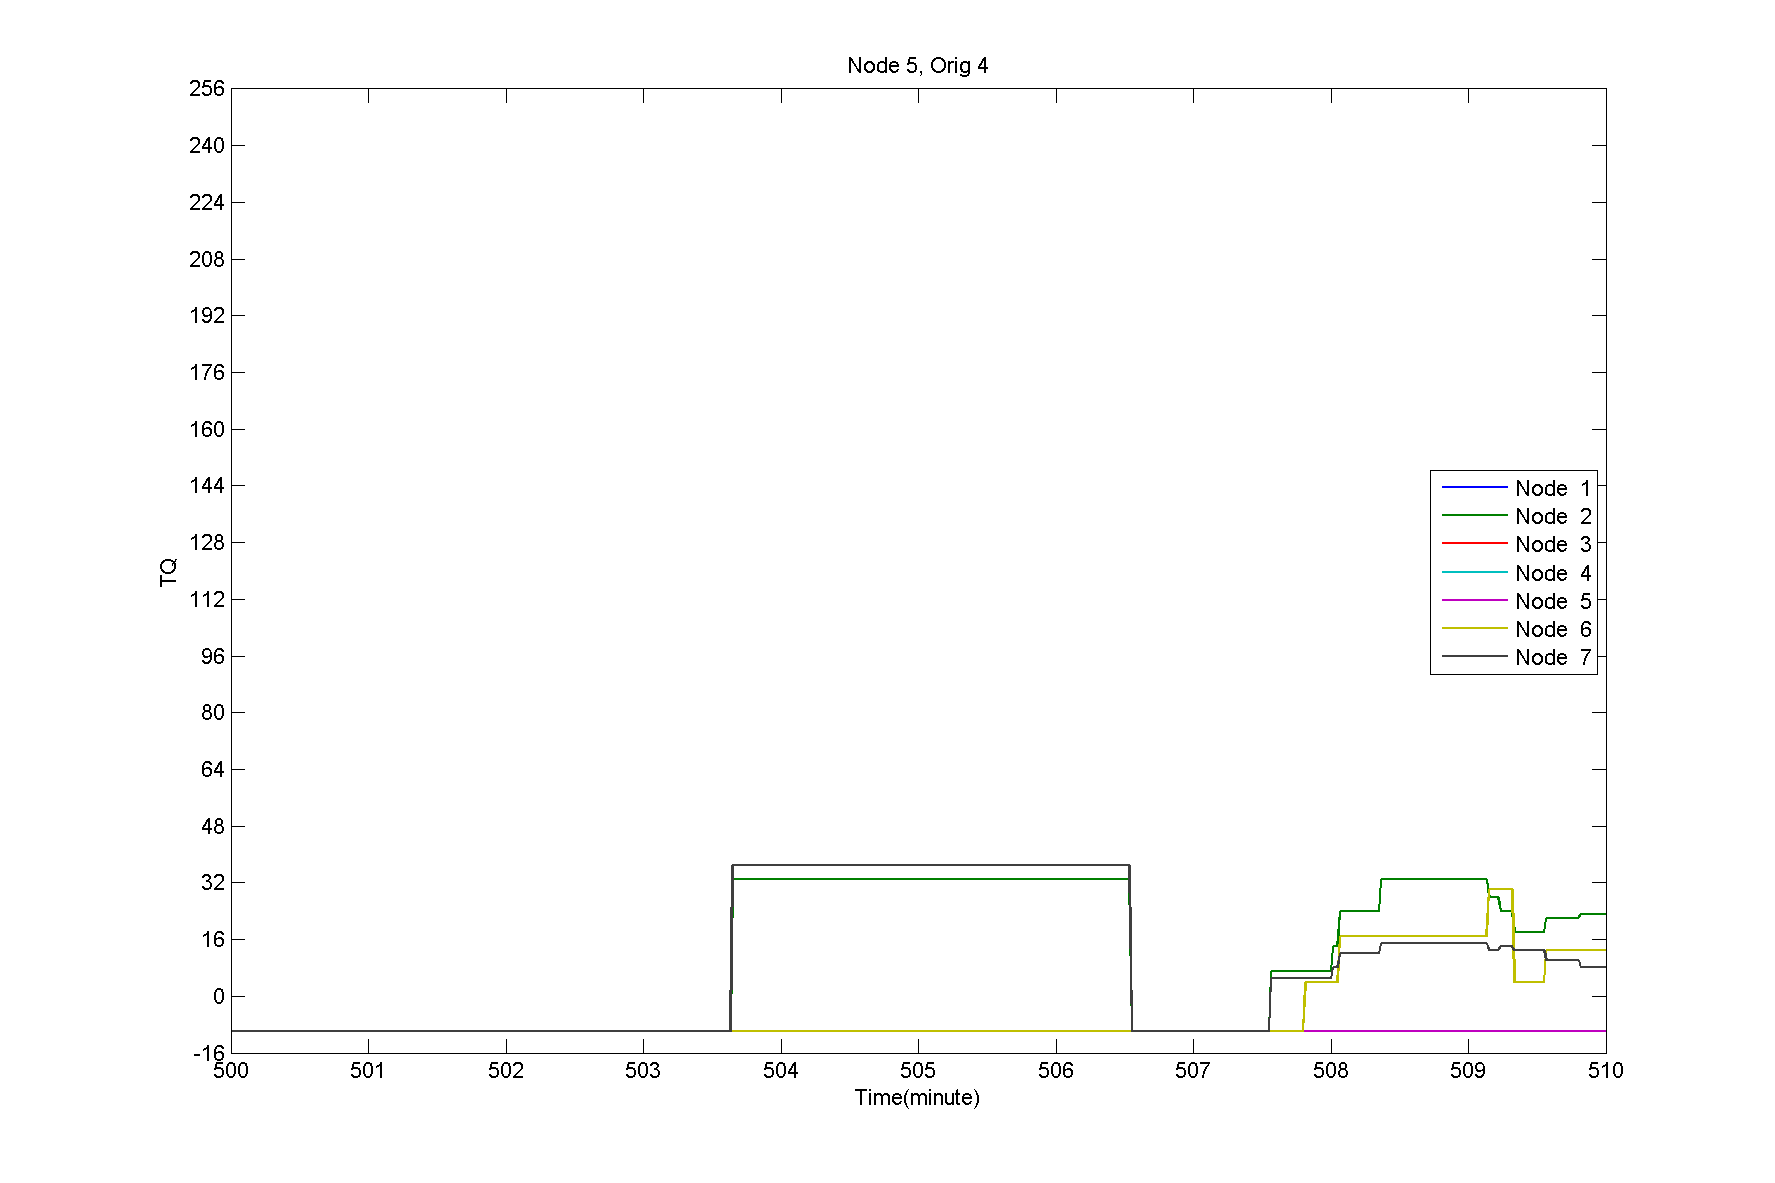 Node 5, Orig 4
256
240
224
208
192
176
160
144
128
112
96
80
64
48
32
16
0
-16
TQ
Node 1
Node 2
Node 3
Node 4
Node 5
Node 6
Node 7
500 501 502 503 504 505 506 507 508 509 510
Time(minute)